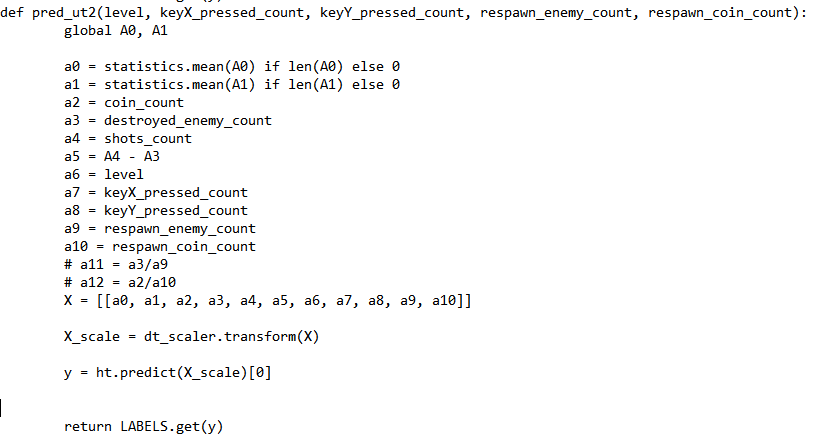 def pred_ut2(level, keyX_pressed_count, keyY_pressed_count, respawn_enemy_count, respawn_coin_count):
global A0, A1
a0 = statistics.mean(A0) if len(A0) else 0
a1 = statistics.mean(A1) if len(A1) else 0
a2 = coin_count
a3 = destroyed_enemy_count
a4 = shots_count
a5 = A4 - A3
a6 = level
a7 = keyX_pressed_count
a8 = keyY_pressed_count
a9 = respawn_enemy_count
a10 = respawn_coin_count
# a11 = a3/a9
# a12 = a2/a10
X = [[a0, a1, a2, a3, a4, a5, a6, a7, a8, a9, a10]]
X_scale = dt_scaler.transform(X)
y = ht.predict(X_scale)[0]
return LABELS.get(y)